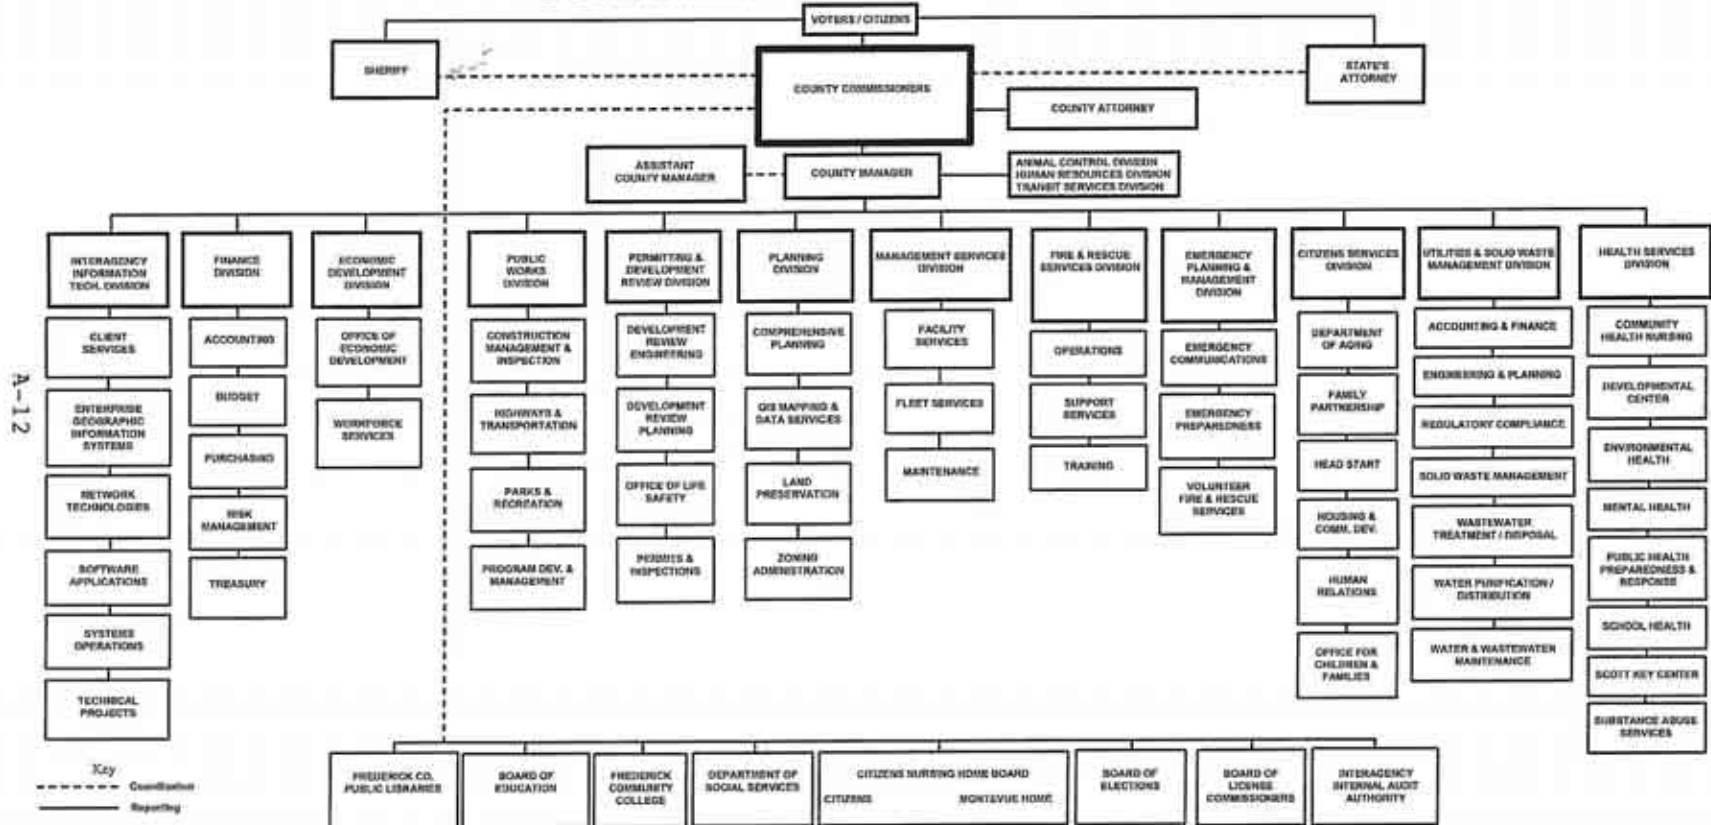 VOTERS / CITIZENS
SHERIFF
COUNTY COMMISSIONERS
STATE'S
ATTORNEY
COUNTY ATTORNEY
ASSISTANT
COUNTY MANAGER
COUNTY MANAGER
ANIMAL CONTROL DIVISION
HUMAN RESOURCES DIVISION
TRANSIT SERVICES DIVISION
INTERAGENCY
INFORMATION
TECH. DIVISION
CLIENT
SERVICES
ENTERPRISE
GEOGRAPHIC
INFORMATION
SYSTEMS
NETWORK
TECHNOLOGIES
SOFTWARE
APPLICATIONS
SYSTEMS
OPERATIONS
TECHNICAL
PROJECTS
FINANCE
DIVISION
ACCOUNTING
BUDGET
PURCHASING
RISK
MANAGEMENT
TREASURY
ECONOMIC
DEVELOPMENT
DIVISION
OFFICE OF
ECONOMIC
DEVELOPMENT
WORKFORCE
SERVICES
PUBLIC
WORKS
DIVISION
CONSTRUCTION
MANAGEMENT &
INSPECTION
HIGHWAYS &
TRANSPORTATION
PARKS &
RECREATION
PROGRAM DEV. &
MANAGEMENT
PERMITTING &
DEVELOPMENT
REVIEW DIVISION
DEVELOPMENT
REVIEW
ENGINEERING
DEVELOPMENT
REVIEW
PLANNING
OFFICE OF LIFE
SAFETY
PERMITS &
INSPECTIONS
PLANNING
DIVISION
COMPREHENSIVE
PLANNING
GIS MAPPING &
DATA SERVICES
LAND
PRESERVATION
ZONING
ADMINISTRATION
MANAGEMENT SERVICES
DIVISION
FACILITY
SERVICES
FLEET SERVICES
MAINTENANCE
FIRE & RESCUE
SERVICES DIVISION
OPERATIONS
SUPPORT
SERVICES
TRAINING
EMERGENCY
PLANNING &
MANAGEMENT
DIVISION
EMERGENCY
COMMUNICATIONS
EMERGENCY
PREPAREDNESS
VOLUNTEER
FIRE & RESCUE
SERVICES
CITIZENS SERVICES
DIVISION
DEPARTMENT
OF AGING
FAMILY
PARTNERSHIP
HEAD START
HOUSING &
COMM. DEV.
HUMAN
RELATIONS
OFFICE FOR
CHILDREN &
FAMILIES
UTILITIES & SOLID WASTE
MANAGEMENT DIVISION
ACCOUNTING & FINANCE
ENGINEERING & PLANNING
REGULATORY COMPLIANCE
SOLID WASTE MANAGEMENT
WASTEWATER
TREATMENT / DISPOSAL
WATER PURIFICATION /
DISTRIBUTION
WATER & WASTEWATER
MAINTENANCE
HEALTH SERVICES
DIVISION
COMMUNITY
HEALTH NURSING
DEVELOPMENTAL
CENTER
ENVIRONMENTAL
HEALTH
MENTAL HEALTH
PUBLIC HEALTH
PREPAREDNESS &
RESPONSE
SCHOOL HEALTH
SCOTT KEY CENTER
SUBSTANCE ABUSE
SERVICES
A-12
Key
Coordination
Reporting
FREDERICK CO.
PUBLIC LIBRARIES
BOARD OF
EDUCATION
FREDERICK
COMMUNITY
COLLEGE
DEPARTMENT OF
SOCIAL SERVICES
CITIZENS NURSING HOME BOARD
CITIZENS MONTEVUE HOME
BOARD OF
ELECTIONS
BOARD OF
LICENSE
COMMISSIONERS
INTERAGENCY
INTERNAL AUDIT
AUTHORITY